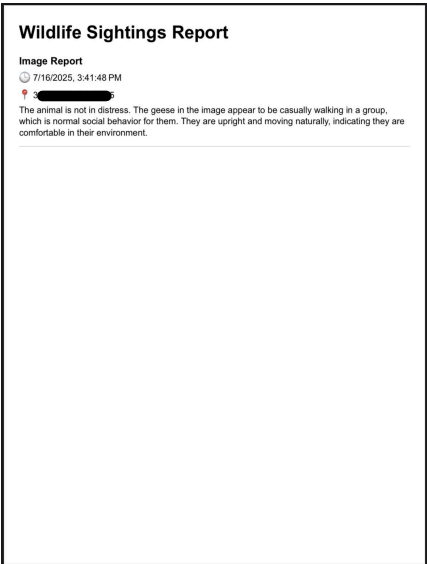 Wildlife Sightings Report
Image Report
7/16/2025, 3:41:48 PM
The animal is not in distress. The geese in the image appear to be casually walking in a group,
which is normal social behavior for them. They are upright and moving naturally, indicating they are
comfortable in their environment.